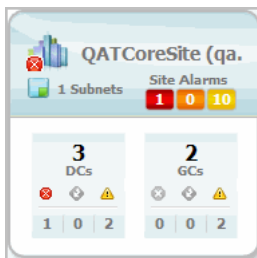 QATCoreSite (qa.
1 Subnets
Site Alarms
1 0 10
3
DCs
1 0 2
2
GCs
0 0 2